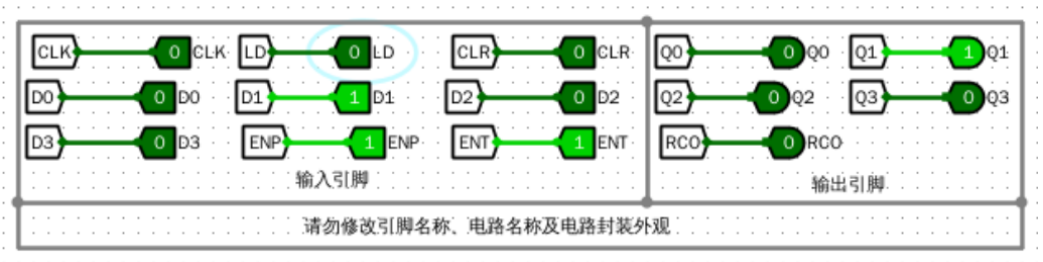 CLK 0 CLK LD 0 LD CLR 0 CLR Q0 0 Q0 Q1 1 Q1
D0 0 D0 D1 1 D1 D2 0 D2 Q2 0 Q2 Q3 0 Q3
D3 0 D3 ENP 1 ENP ENT 1 ENT RCO 0 RCO
输入引脚 输出引脚
请勿修改引脚名称、电路名称及电路封装外观